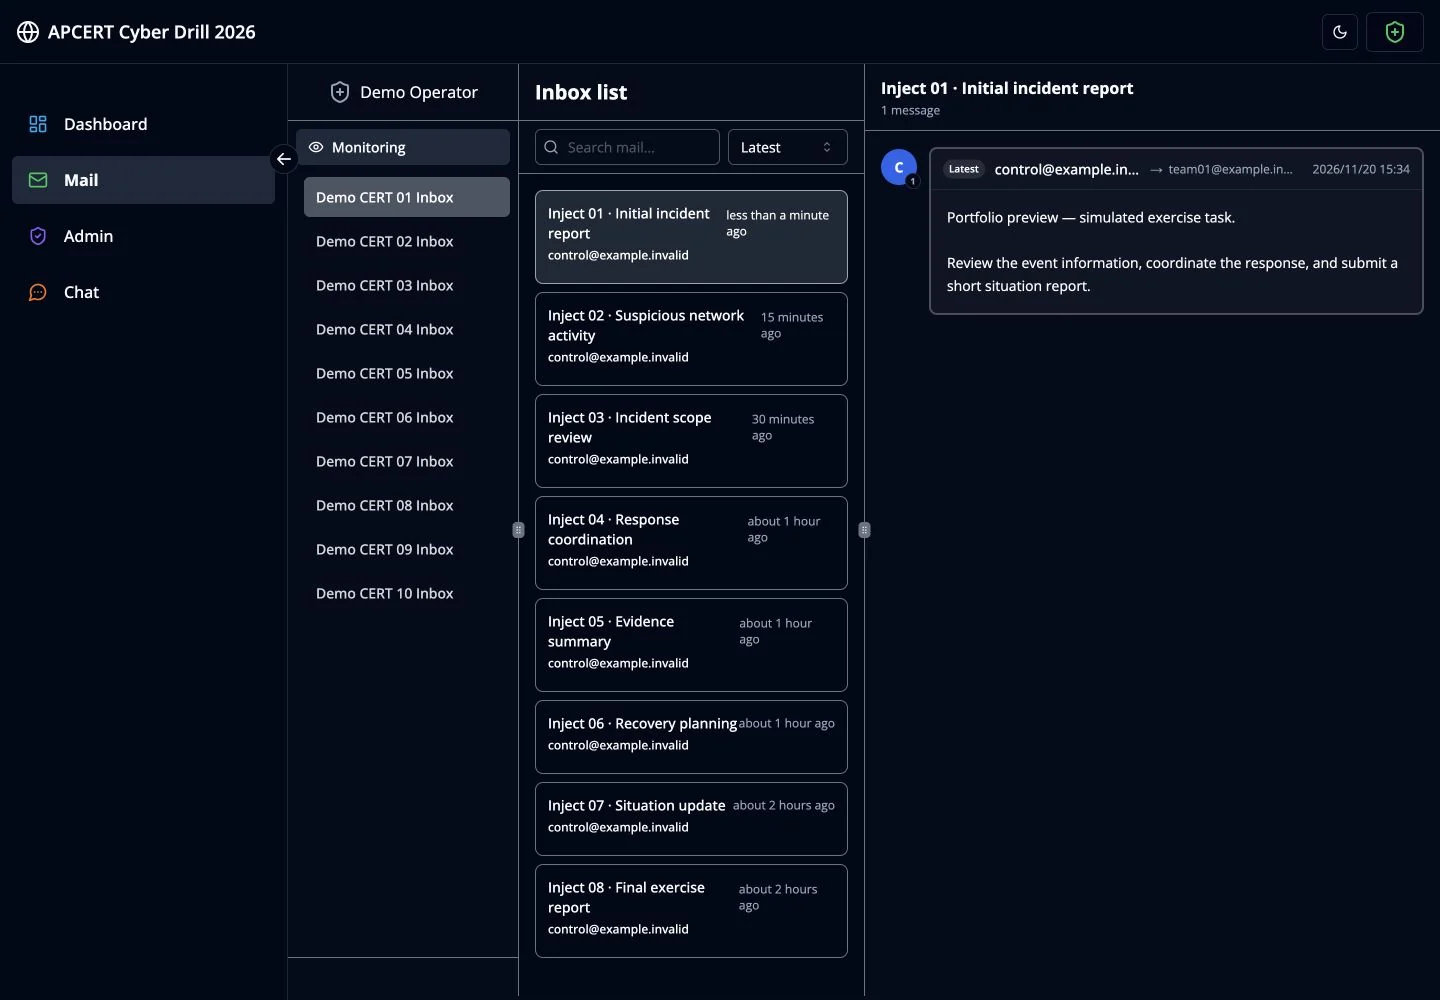 APCERT Cyber Drill 2026
Dashboard
Mail
Admin
Chat
Demo Operator
Monitoring
Demo CERT 01 Inbox
Demo CERT 02 Inbox
Demo CERT 03 Inbox
Demo CERT 04 Inbox
Demo CERT 05 Inbox
Demo CERT 06 Inbox
Demo CERT 07 Inbox
Demo CERT 08 Inbox
Demo CERT 09 Inbox
Demo CERT 10 Inbox
Inbox list
Search mail...
Latest
Inject 01 · Initial incident
report
less than a minute
ago
control@example.invalid
Inject 02 · Suspicious network
activity
15 minutes
ago
control@example.invalid
Inject 03 · Incident scope
review
30 minutes
ago
control@example.invalid
Inject 04 · Response
coordination
about 1 hour
ago
control@example.invalid
Inject 05 · Evidence
summary
about 1 hour
ago
control@example.invalid
Inject 06 · Recovery planning
about 1 hour ago
control@example.invalid
Inject 07 · Situation update
about 2 hours ago
control@example.invalid
Inject 08 · Final exercise
report
about 2 hours
ago
control@example.invalid
Inject 01 · Initial incident report
1 message
C
1
Latest
control@example.in...
→ team01@example.in...
2026/11/20 15:34
Portfolio preview — simulated exercise task.
Review the event information, coordinate the response, and submit a
short situation report.